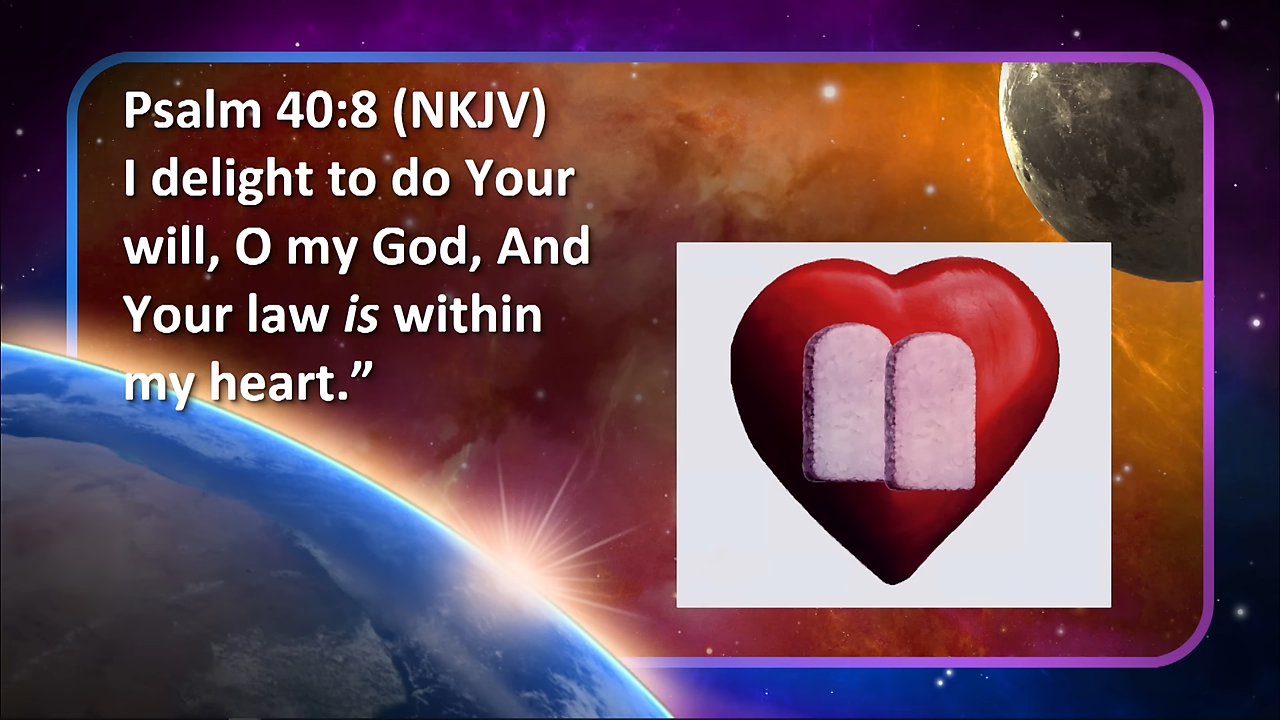 Psalm 40:8 (NKJV)
I delight to do Your
will, O my God, And
Your law is within
my heart.”